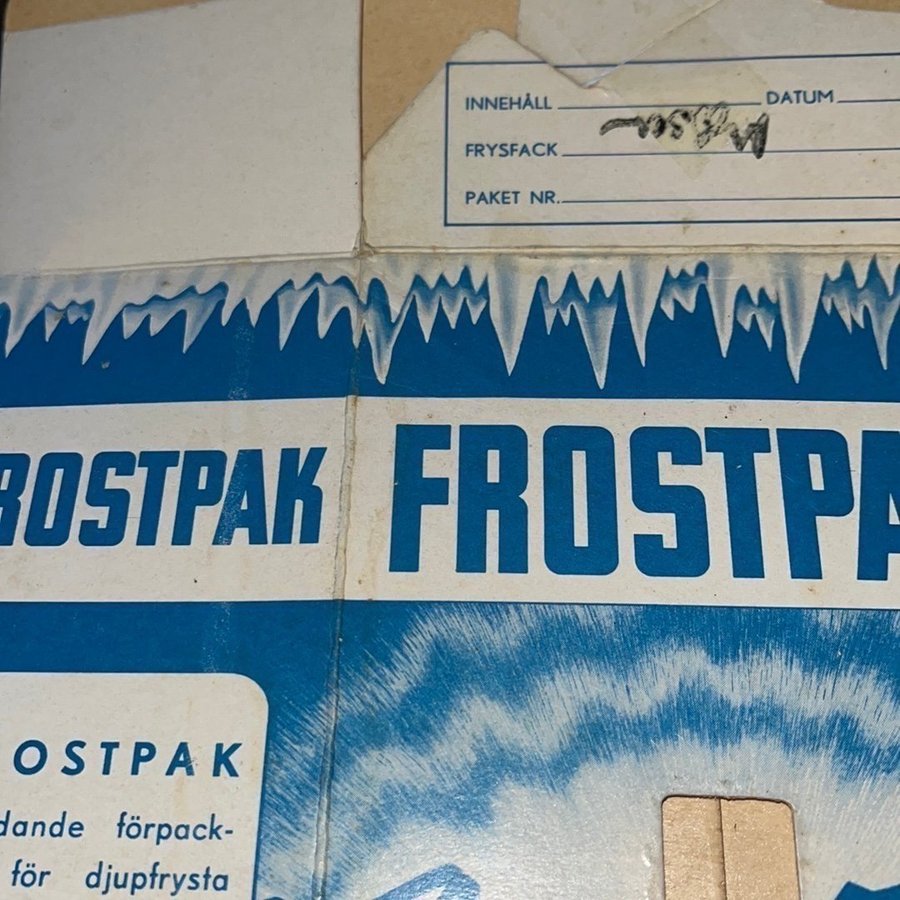 INNEHÅLL DATUM
FRYSFACK
PAKET NR.
ROSTPAK FROSTPA
OSTPAK
dande förpack-
för djupfrysta